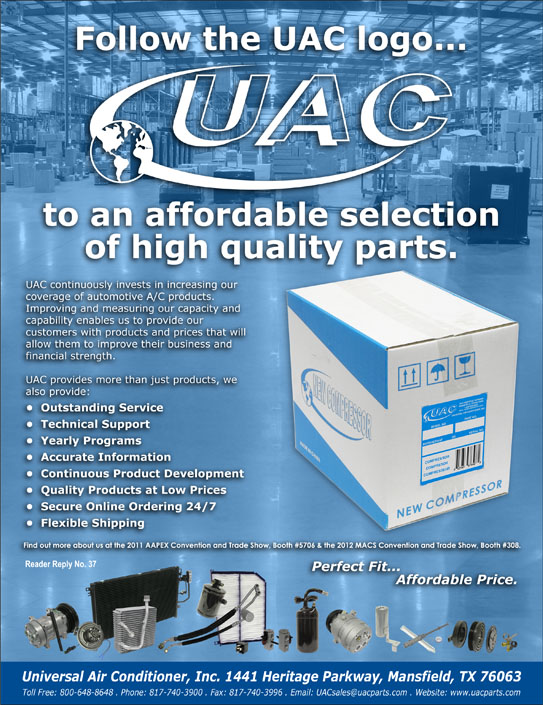 Follow the UAC logo...
UAC
to an affordable selection
of high quality parts.
UAC continuously invests in increasing our
coverage of automotive A/C products.
Improving and measuring our capacity and
capability enables us to provide our
customers with products and prices that will
allow them to improve their business and
financial strength.
UAC provides more than just products, we
also provide:
• Outstanding Service
• Technical Support
• Yearly Programs
• Accurate Information
• Continuous Product Development
• Quality Products at Low Prices
• Secure Online Ordering 24/7
• Flexible Shipping
NEW COMPRESSOR
UAC
NEW COMPRESSOR
Find out more about us at the 2011 AAPEX Convention and Trade Show, Booth #5706 & the 2012 MACS Convention and Trade Show, Booth #308.
Reader Reply No. 37
Perfect Fit...
Affordable Price.
Universal Air Conditioner, Inc. 1441 Heritage Parkway, Mansfield, TX 76063
Toll Free: 800-648-8648 . Phone: 817-740-3900 . Fax: 817-740-3996 . Email: UACsales@uacparts.com . Website: www.uacparts.com